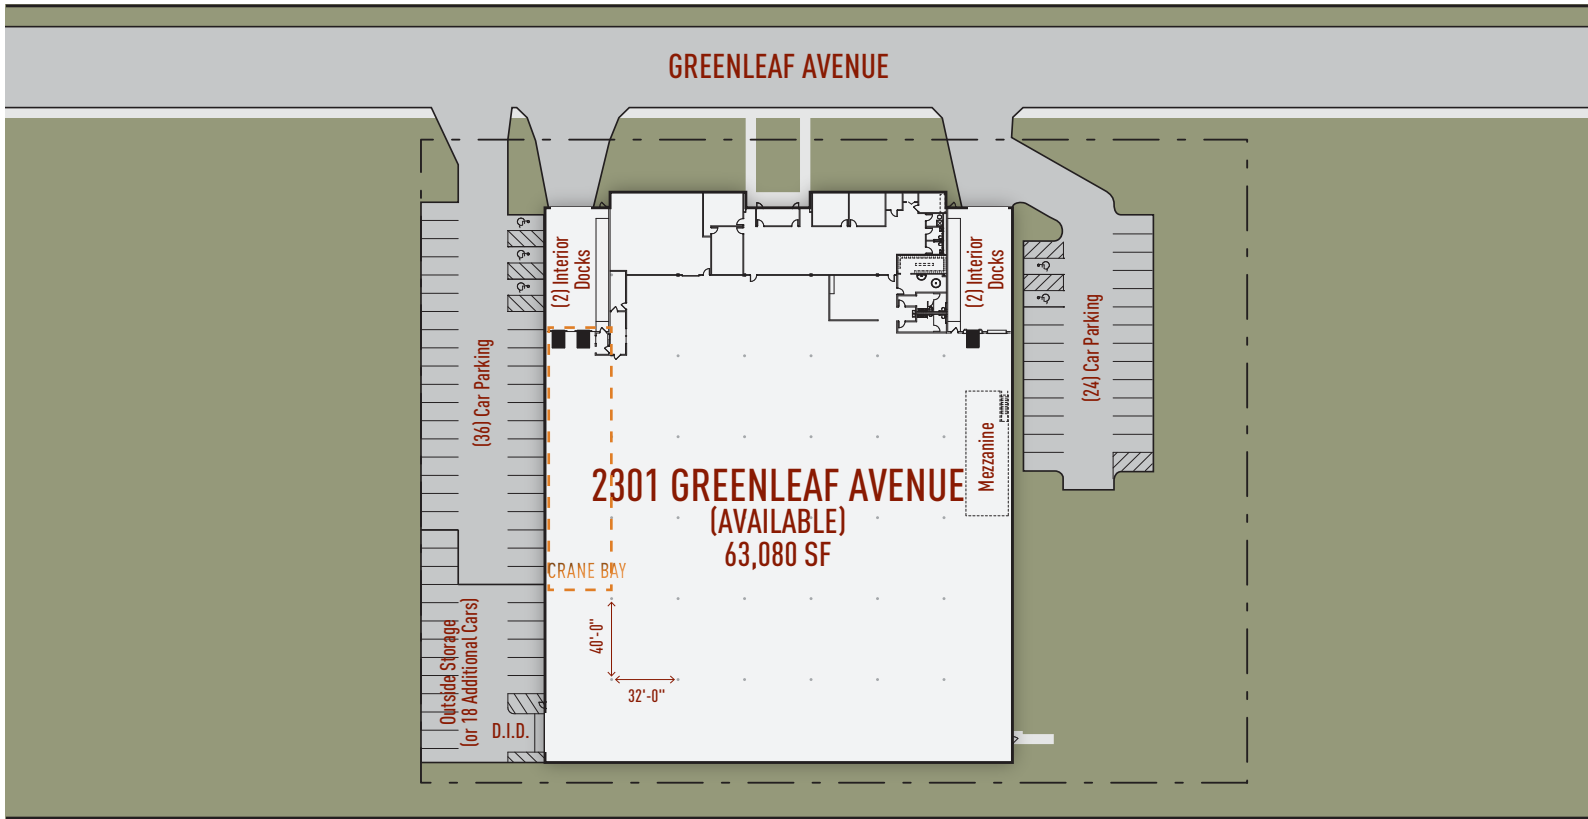 GREENLEAF AVENUE
(2) Interior
Docks
(2) Interior
Docks
(36) Car Parking
(24) Car Parking
Mezzanine
2301 GREENLEAF AVENUE
(AVAILABLE)
63,080 SF
CRANE BAY
40'-0"
32'-0"
Outside Storage
(or 18 Additional Cars)
D.I.D.